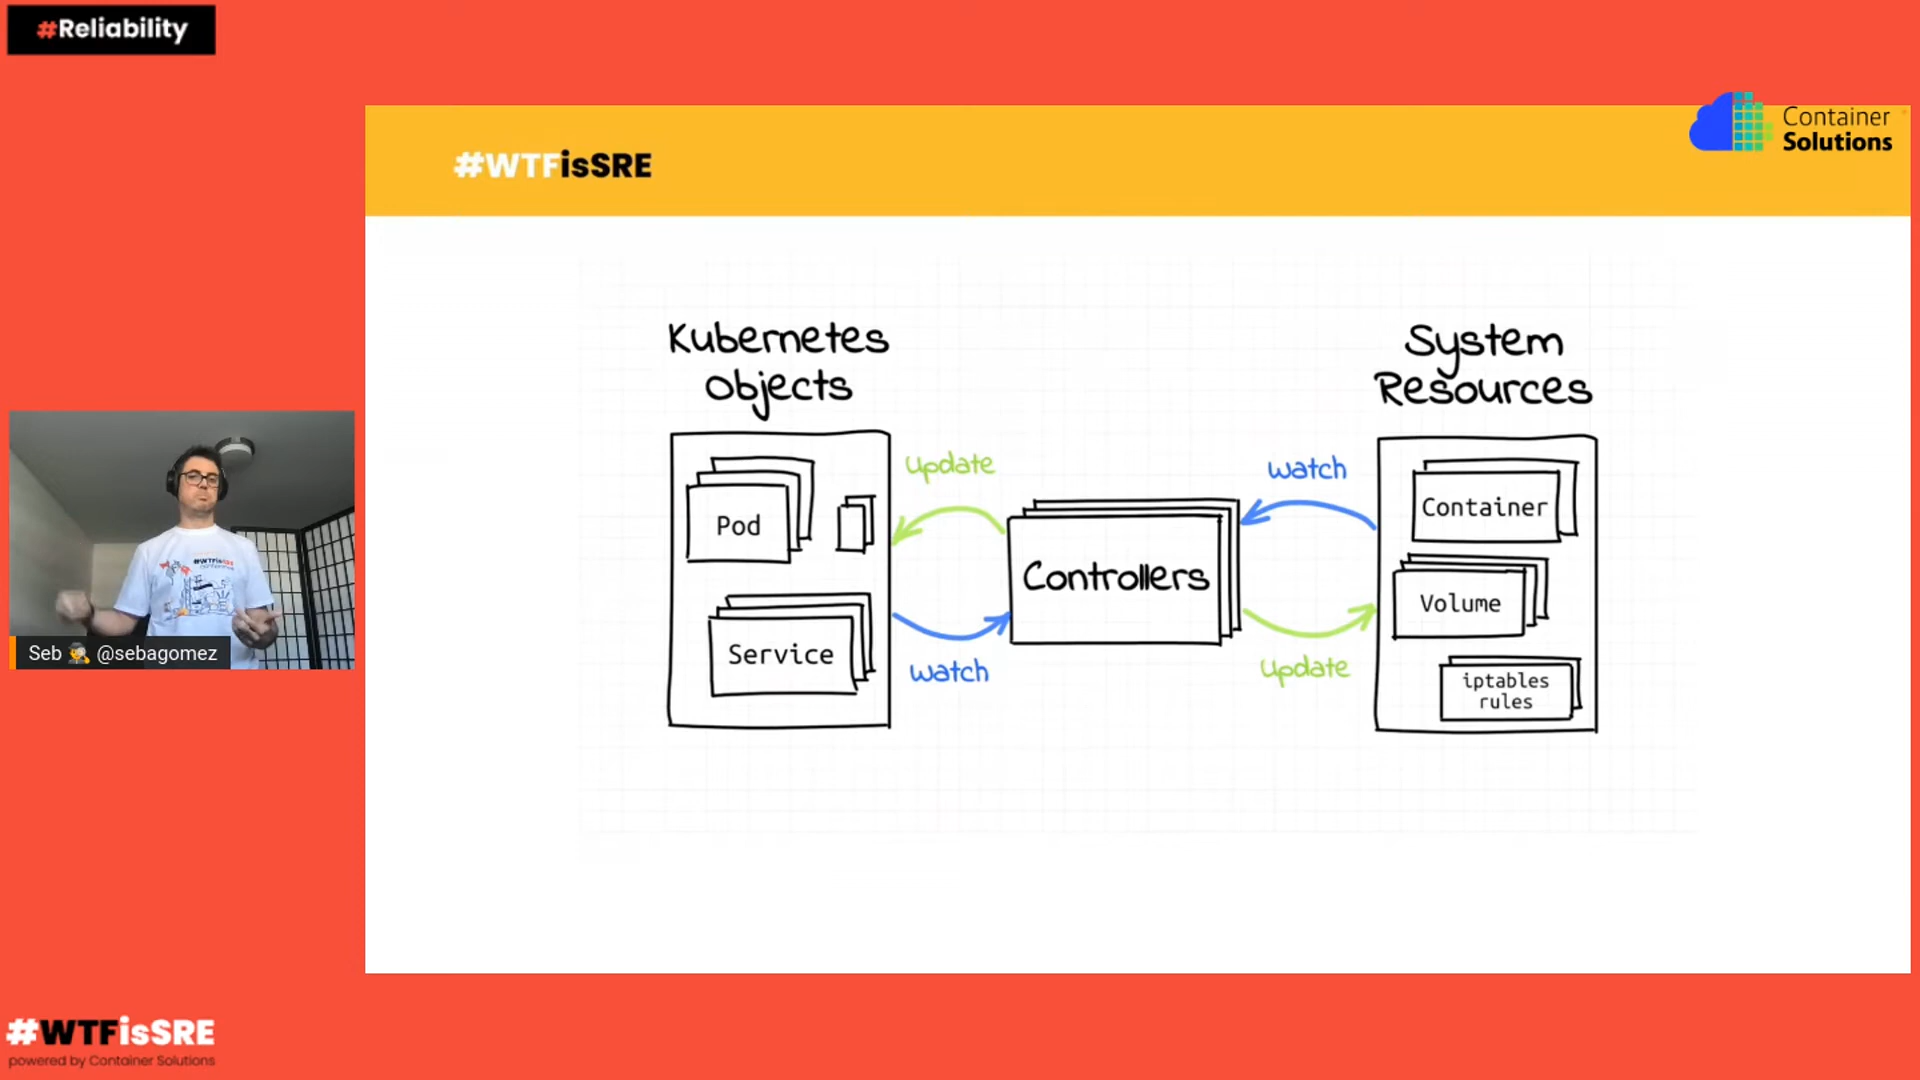 #Reliability
#WTFisSRE
Container
Solutions
Kubernetes
Objects
System
Resources
Pod
Service
update
watch
Controllers
watch
update
Container
Volume
iptables
rules
Seb 🕵️ @sebagomez
#WTFisSRE
powered by Container Solutions